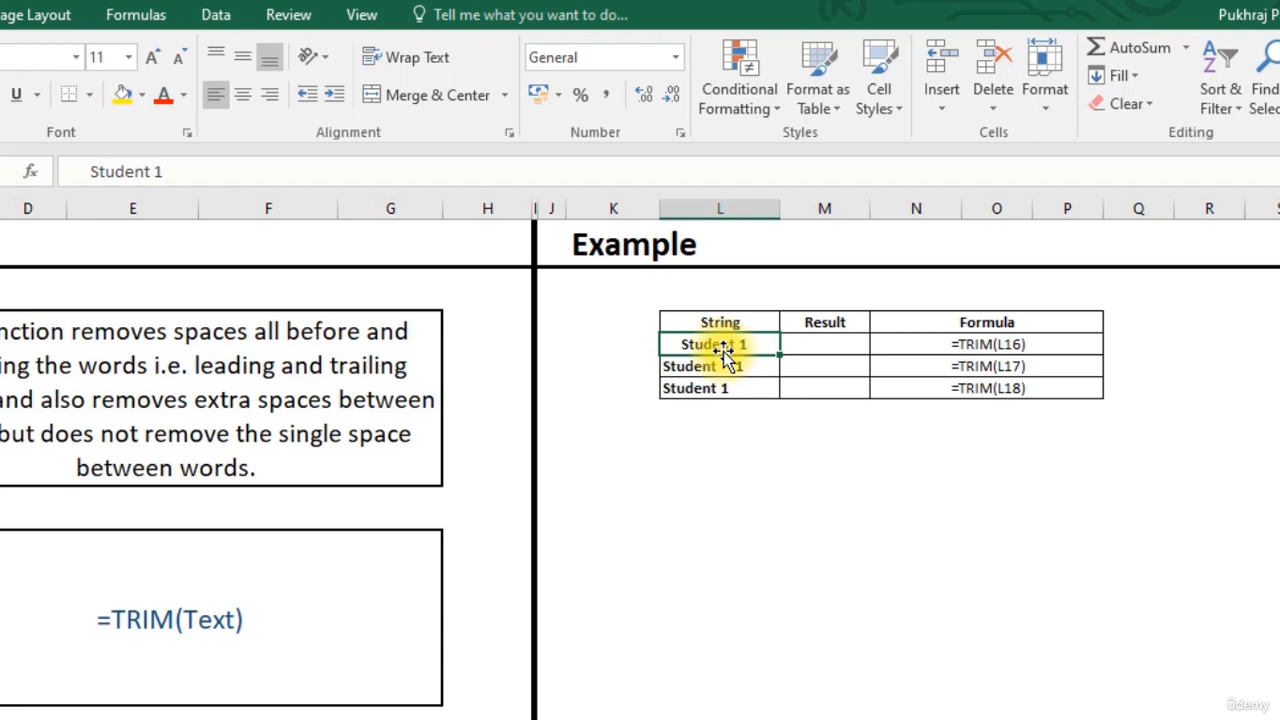 age Layout Formulas Data Review View Tell me what you want to do... Pukhraj P
11 A A Wrap Text General AutoSum
U A Merge & Center % , Conditional Formatting Format as Table Cell Styles Insert Delete Format Fill Clear Sort & Filter Find Selec
Font Alignment Number Styles Cells Editing
fx Student 1
D E F G H I J K L M N O P Q R S
Example
String Result Formula
Student 1 =TRIM(L16)
Student 1 =TRIM(L17)
Student 1 =TRIM(L18)
nction removes spaces all before and
ing the words i.e. leading and trailing
and also removes extra spaces between
but does not remove the single space
between words.
=TRIM(Text)
ûdemy